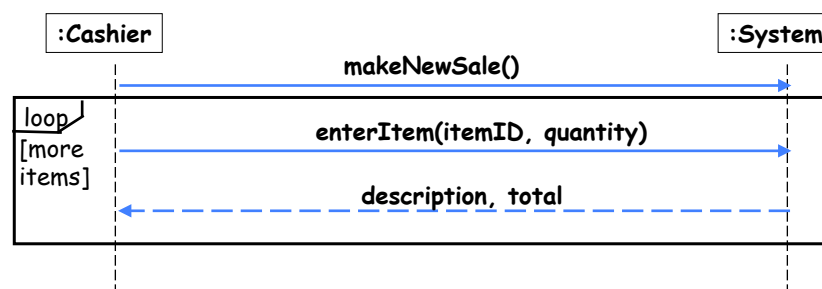 :Cashier
:System
makeNewSale()
loop
[more
items]
enterItem(itemID, quantity)
description, total